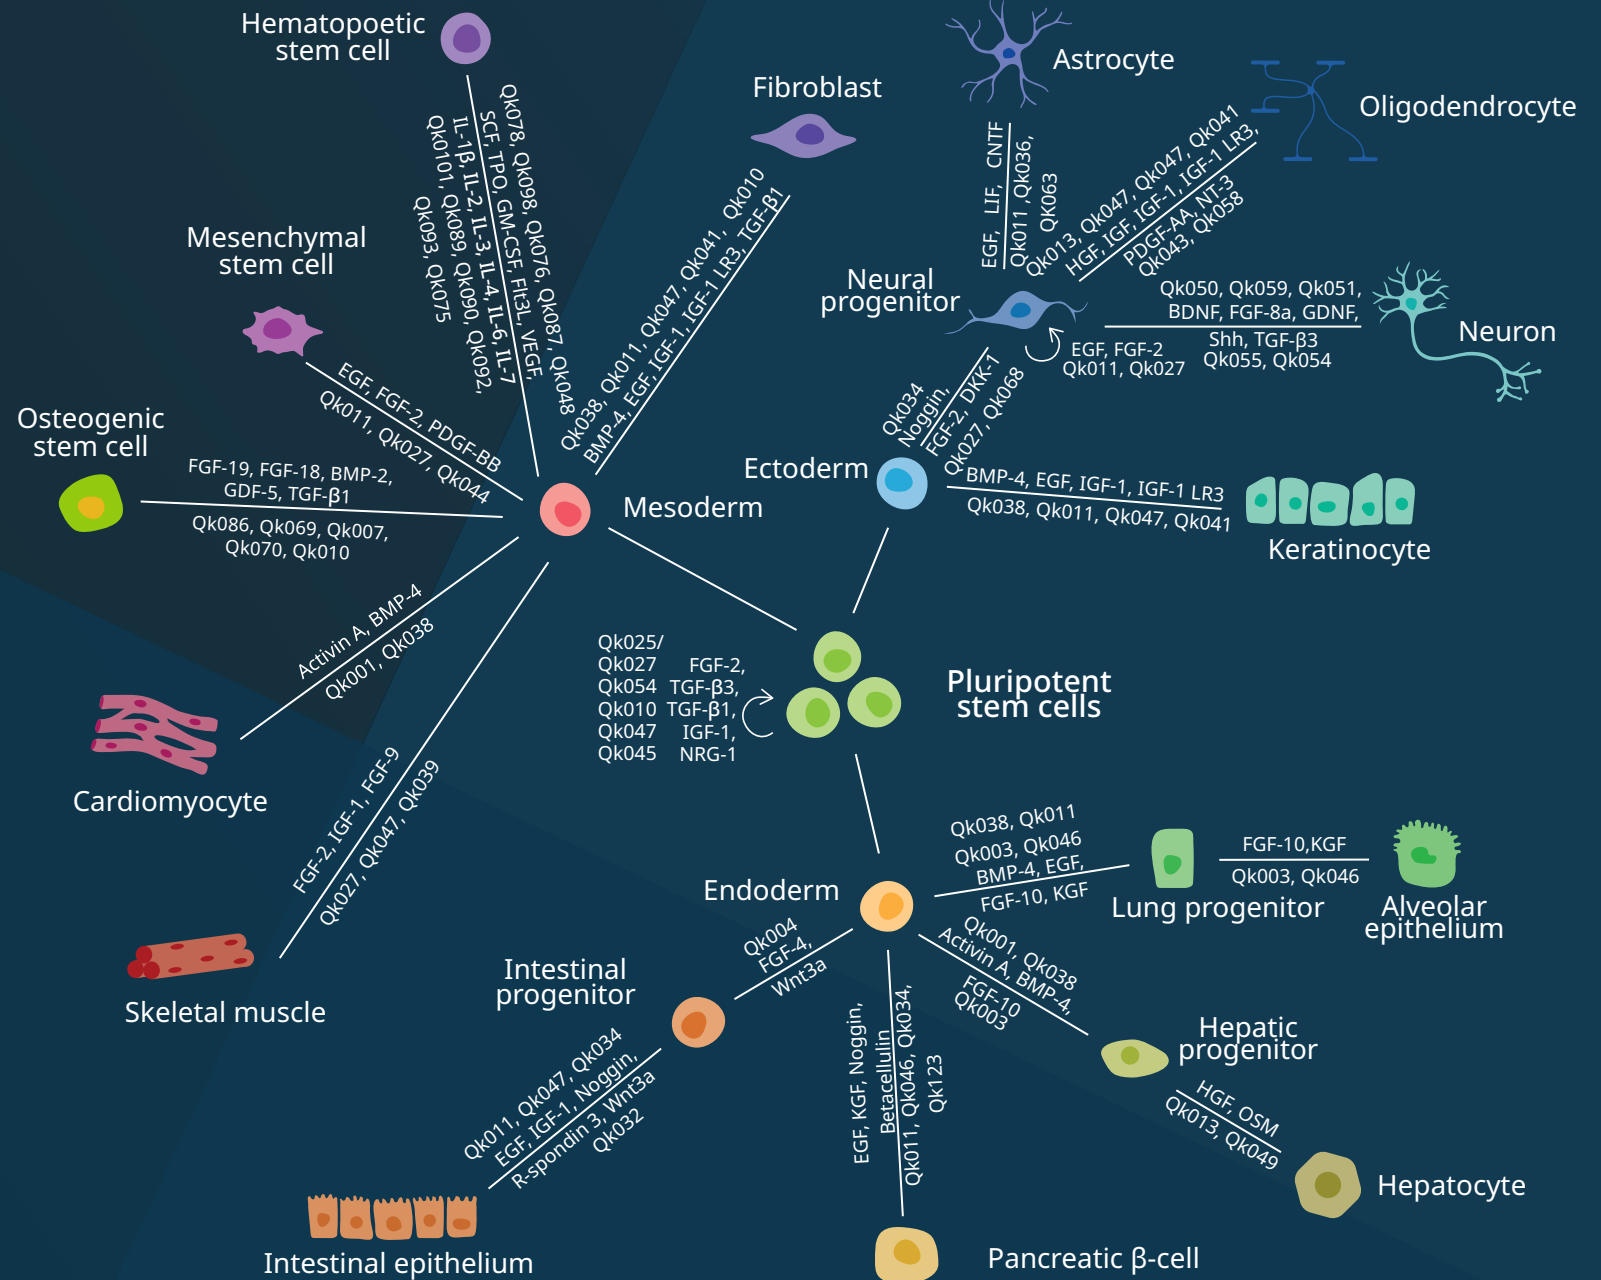 Hematopoetic
stem cell
Qk078, Qk098, Qk076, Qk087, Qk048
SCF, TPO, GM-CSF, Flt3L, VEGF,
IL-1β, IL-2, IL-3, IL-4, IL-6, IL-7
Qk0101, Qk089, Qk090, Qk092,
Qk093, Qk075
Fibroblast
Qk038, Qk011, Qk047, Qk041, Qk010
BMP-4, EGF, IGF-1, IGF-1 LR3, TGF-β1
Astrocyte
EGF, LIF, CNTF
Qk011 ,Qk036,
QK063
Oligodendrocyte
Qk013, Qk047, Qk047, Qk041
HGF, IGF, IGF-1, IGF-1 LR3,
PDGF-AA, NT-3
Qk043, Qk058
Mesenchymal
stem cell
EGF, FGF-2, PDGF-BB
Qk011, Qk027, Qk044
Neural
progenitor
EGF, FGF-2
Qk011, Qk027
Qk050, Qk059, Qk051,
BDNF, FGF-8a, GDNF,
Shh, TGF-β3
Qk055, Qk054
Neuron
Qk034
Noggin,
FGF-2, DKK-1
Qk027, Qk068
Osteogenic
stem cell
FGF-19, FGF-18, BMP-2,
GDF-5, TGF-β1
Qk086, Qk069, Qk007,
Qk070, Qk010
Mesoderm
Ectoderm
BMP-4, EGF, IGF-1, IGF-1 LR3
Qk038, Qk011, Qk047, Qk041
Keratinocyte
Activin A, BMP-4
Qk001, Qk038
Cardiomyocyte
Qk025/
Qk027 FGF-2,
Qk054 TGF-β3,
Qk010 TGF-β1,
Qk047 IGF-1,
Qk045 NRG-1
Pluripotent
stem cells
FGF-2, IGF-1, FGF-9
Qk027, Qk047, Qk039
Skeletal muscle
Endoderm
Qk038, Qk011
Qk003, Qk046
BMP-4, EGF,
FGF-10, KGF
Lung progenitor
FGF-10,KGF
Qk003, Qk046
Alveolar
epithelium
Qk004
FGF-4,
Wnt3a
Intestinal
progenitor
Qk001, Qk038
Activin A, BMP-4,
FGF-10
Qk003
Hepatic
progenitor
HGF, OSM
Qk013, Qk049
Hepatocyte
EGF, KGF, Noggin,
Betacellulin
Qk011, Qk046, Qk034,
Qk123
Pancreatic β-cell
Qk011, Qk047, Qk034
EGF, IGF-1, Noggin,
R-spondin 3, Wnt3a
Qk032
Intestinal epithelium